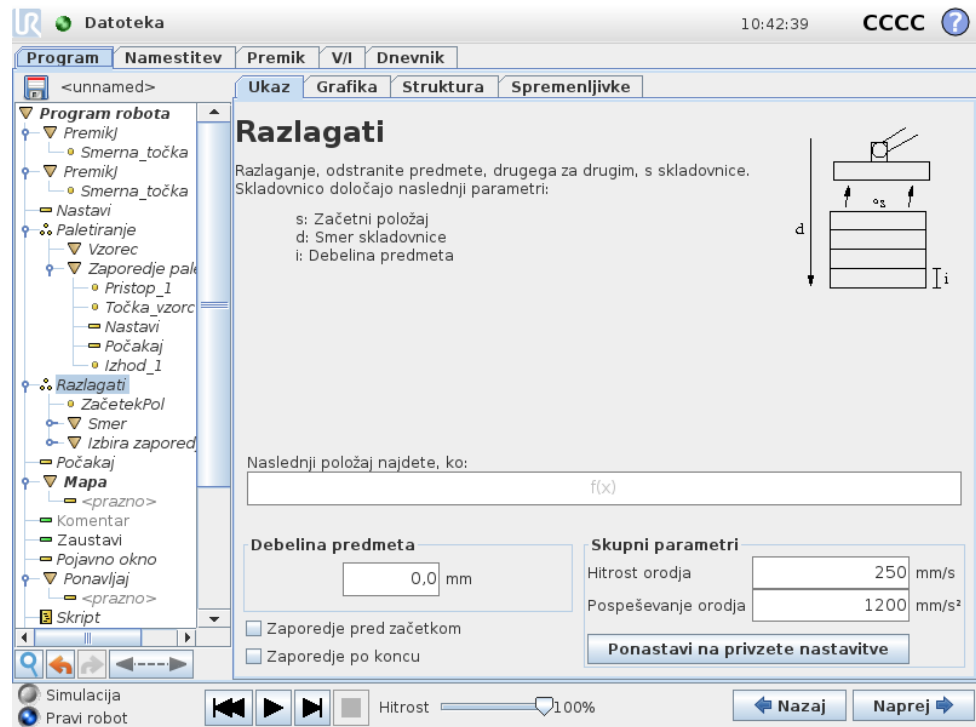 UR Datoteka 10:42:39 CCCC ?
Program Namestitev Premik V/I Dnevnik
<unnamed>
Ukaz Grafika Struktura Spremenljivke
Program robota
PremikJ
Smerna_točka
PremikJ
Smerna_točka
Nastavi
Paletiranje
Vzorec
Zaporedje pale
Pristop_1
Točka_vzorc
Nastavi
Počakaj
Izhod_1
Razlagati
ZačetekPol
Smer
Izbira zapored
Počakaj
Mapa
<prazno>
Komentar
Zaustavi
Pojavno okno
Ponavljaj
<prazno>
Skript
Razlagati
Razlaganje, odstranite predmete, drugega za drugim, s skladovnice.
Skladovnico določajo naslednji parametri:
s: Začetni položaj
d: Smer skladovnice
i: Debelina predmeta
s
d
i
Naslednji položaj najdete, ko:
f(x)
Debelina predmeta
0,0 mm
Zaporedje pred začetkom
Zaporedje po koncu
Skupni parametri
Hitrost orodja 250 mm/s
Pospeševanje orodja 1200 mm/s²
Ponastavi na privzete nastavitve
Simulacija
Pravi robot
Hitrost 100%
Nazaj Naprej